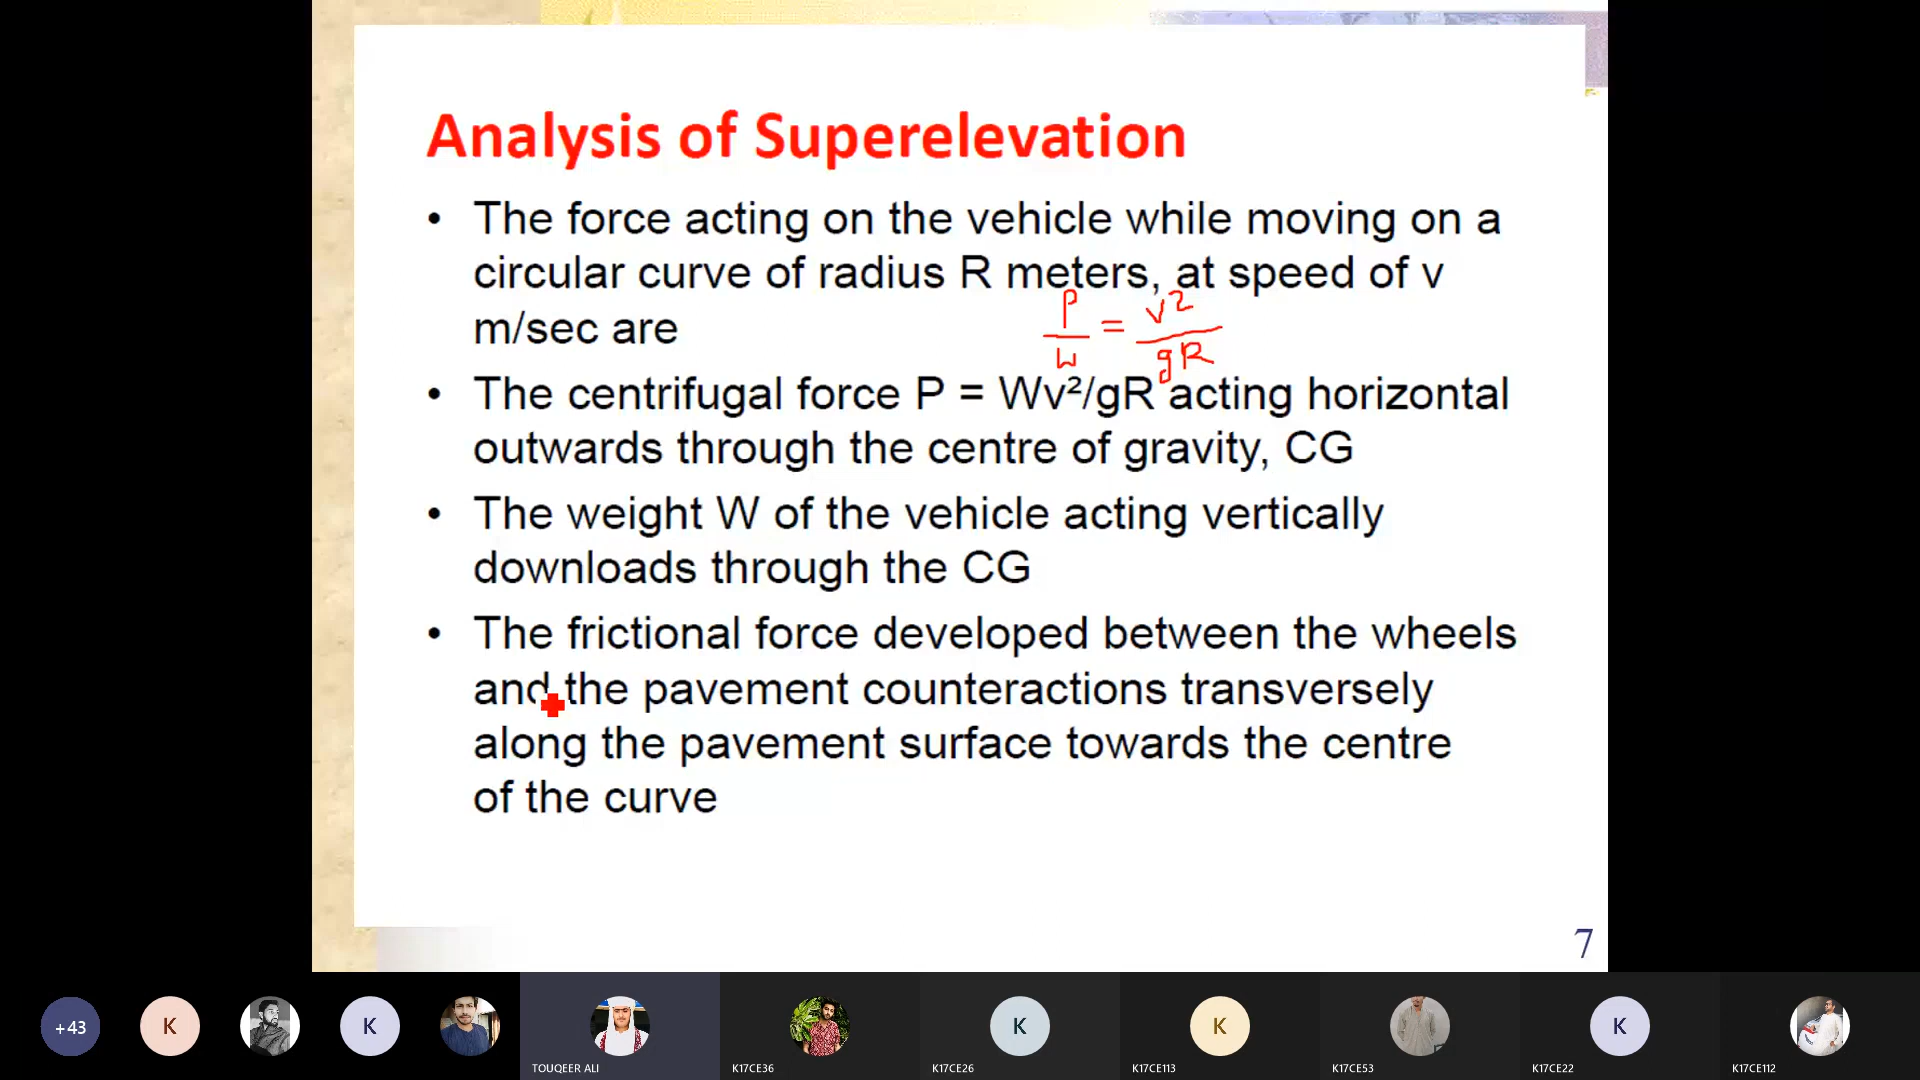 Analysis of Superelevation
• The force acting on the vehicle while moving on a
circular curve of radius R meters, at speed of v
m/sec are
P/W = v2/gR
• The centrifugal force P = Wv²/gR acting horizontal
outwards through the centre of gravity, CG
• The weight W of the vehicle acting vertically
downloads through the CG
• The frictional force developed between the wheels
and the pavement counteractions transversely
along the pavement surface towards the centre
of the curve
7
+43
K
K
K
K
K
TOUQEER ALI
K17CE36
K17CE26
K17CE113
K17CE53
K17CE22
K17CE112